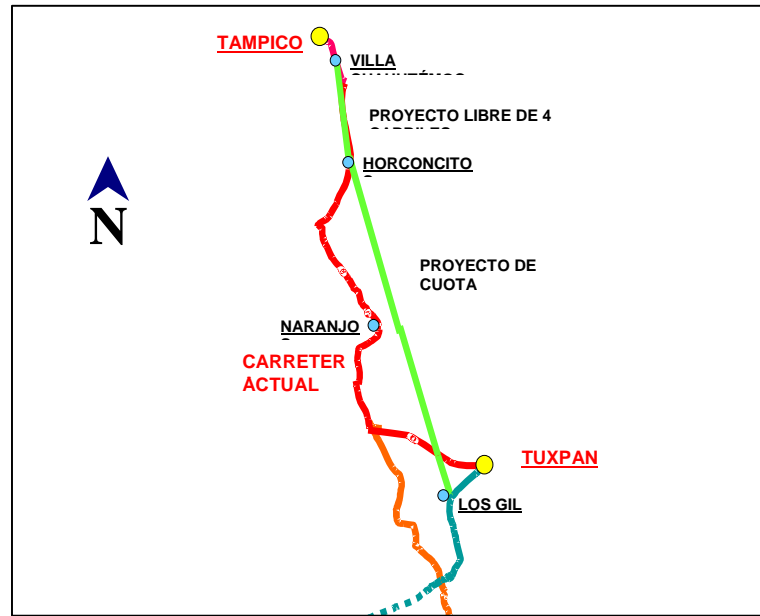 TAMPICO
VILLA
PROYECTO LIBRE DE 4
HORCONCITO
N
PROYECTO DE
CUOTA
NARANJO
CARRETER
ACTUAL
TUXPAN
LOS GIL